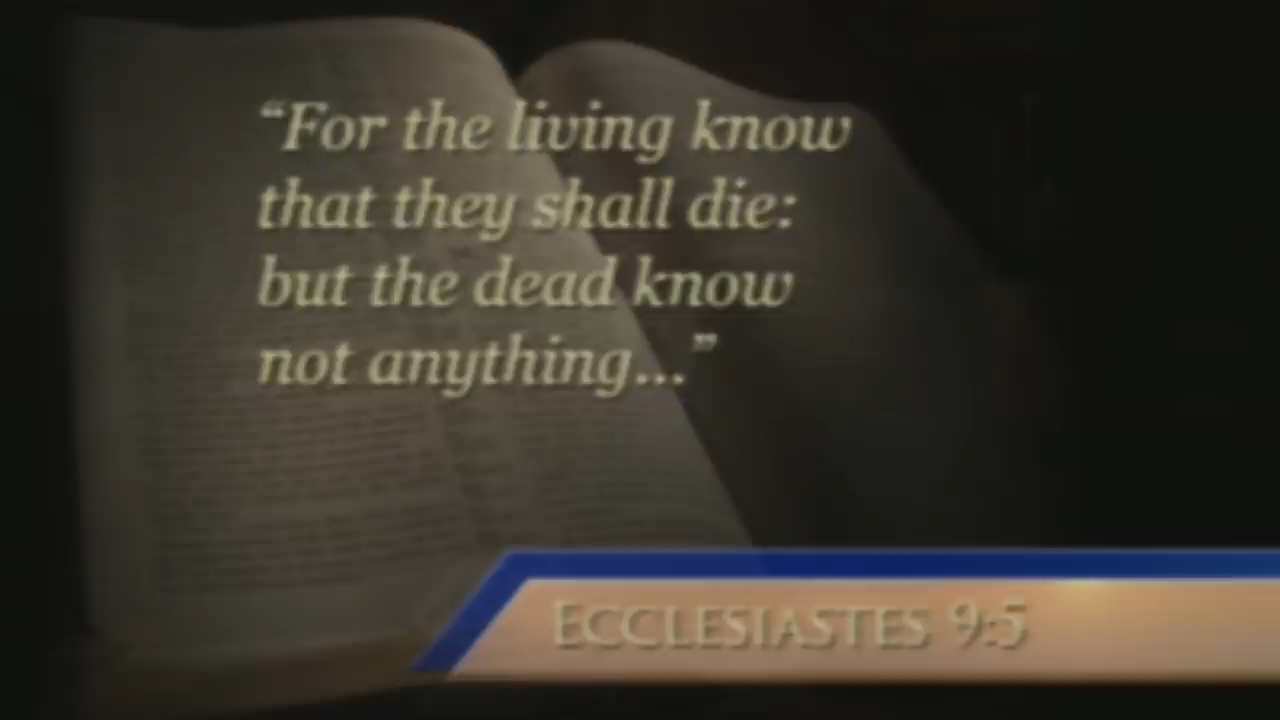 “For the living know
that they shall die:
but the dead know
not anything...”
ECCLESIASTES 9:5